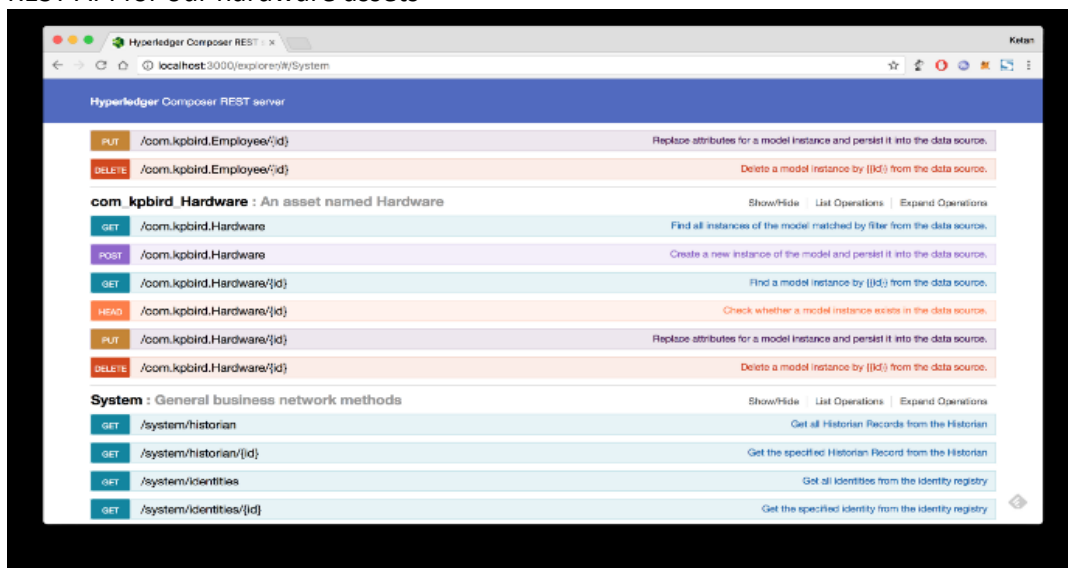 REST API for our hardware assets
Hyperledger Composer REST s ×
Ketan
localhost:3000/explorer/#/System
Hyperledger Composer REST server
PUT /com.kpbird.Employee/{id} Replace attributes for a model instance and persist it into the data source.
DELETE /com.kpbird.Employee/{id} Delete a model instance by {{id}} from the data source.
com_kpbird_Hardware : An asset named Hardware Show/Hide List Operations Expand Operations
GET /com.kpbird.Hardware Find all instances of the model matched by filter from the data source.
POST /com.kpbird.Hardware Create a new instance of the model and persist it into the data source.
GET /com.kpbird.Hardware/{id} Find a model instance by {{id}} from the data source.
HEAD /com.kpbird.Hardware/{id} Check whether a model instance exists in the data source.
PUT /com.kpbird.Hardware/{id} Replace attributes for a model instance and persist it into the data source.
DELETE /com.kpbird.Hardware/{id} Delete a model instance by {{id}} from the data source.
System : General business network methods Show/Hide List Operations Expand Operations
GET /system/historian Get all Historian Records from the Historian
GET /system/historian/{id} Get the specified Historian Record from the Historian
GET /system/identities Get all identities from the identity registry
GET /system/identities/{id} Get the specified identity from the identity registry